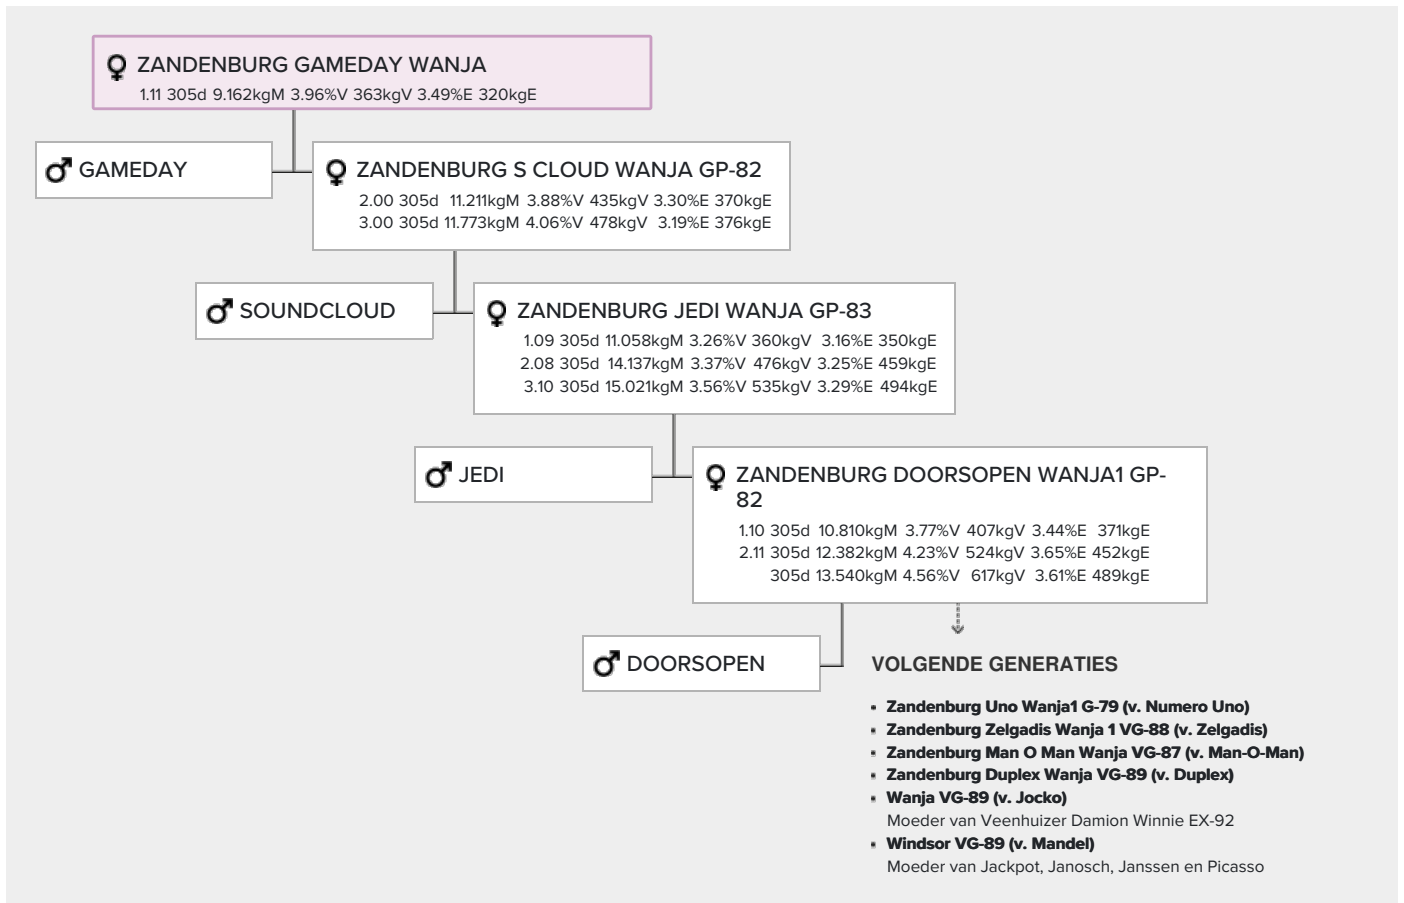 ZANDENBURG GAMEDAY WANJA
1.11 305d 9.162kgM 3.96%V 363kgV 3.49%E 320kgE
GAMEDAY
ZANDENBURG S CLOUD WANJA GP-82
2.00 305d 11.211kgM 3.88%V 435kgV 3.30%E 370kgE
3.00 305d 11.773kgM 4.06%V 478kgV 3.19%E 376kgE
SOUNDCLOUD
ZANDENBURG JEDI WANJA GP-83
1.09 305d 11.058kgM 3.26%V 360kgV 3.16%E 350kgE
2.08 305d 14.137kgM 3.37%V 476kgV 3.25%E 459kgE
3.10 305d 15.021kgM 3.56%V 535kgV 3.29%E 494kgE
JEDI
ZANDENBURG DOORSOPEN WANJA1 GP-
82
1.10 305d 10.810kgM 3.77%V 407kgV 3.44%E 371kgE
2.11 305d 12.382kgM 4.23%V 524kgV 3.65%E 452kgE
305d 13.540kgM 4.56%V 617kgV 3.61%E 489kgE
DOORSOPEN
VOLGENDE GENERATIES
Zandenburg Uno Wanja1 G-79 (v. Numero Uno)
Zandenburg Zelgadis Wanja 1 VG-88 (v. Zelgadis)
Zandenburg Man O Man Wanja VG-87 (v. Man-O-Man)
Zandenburg Duplex Wanja VG-89 (v. Duplex)
Wanja VG-89 (v. Jocko)
Moeder van Veenhuizer Damion Winnie EX-92
Windsor VG-89 (v. Mandel)
Moeder van Jackpot, Janosch, Janssen en Picasso